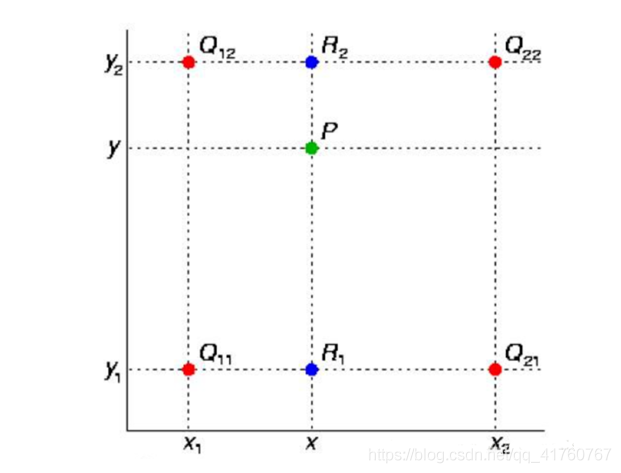 y₂ Q₁₂ R₂ Q₂₂
y P
y₁ Q₁₁ R₁ Q₂₁
x₁ x x₂
https://blog.csdn.net/qq_41760767